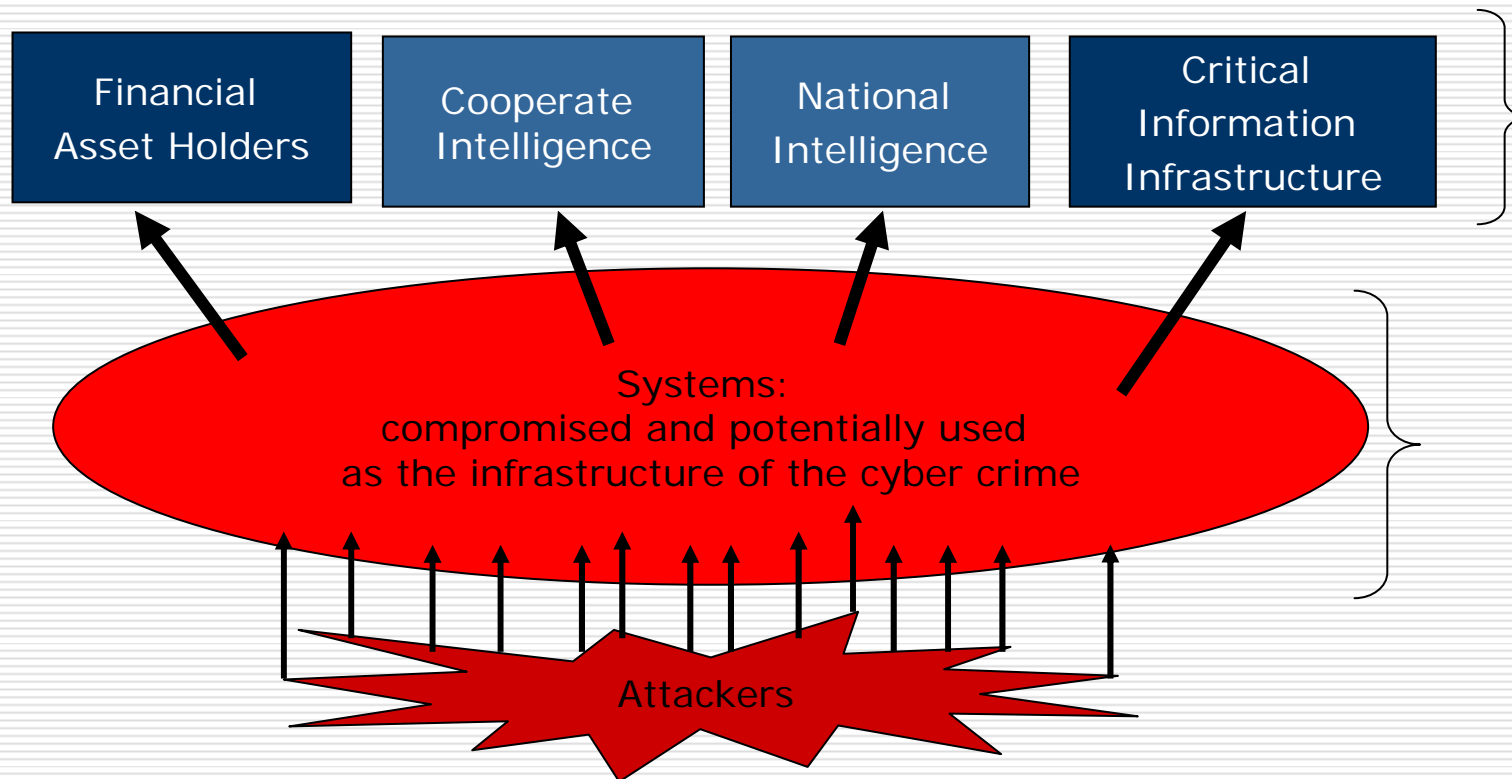 Financial
Asset Holders
Cooperate
Intelligence
National
Intelligence
Critical
Information
Infrastructure
Systems:
compromised and potentially used
as the infrastructure of the cyber crime
Attackers